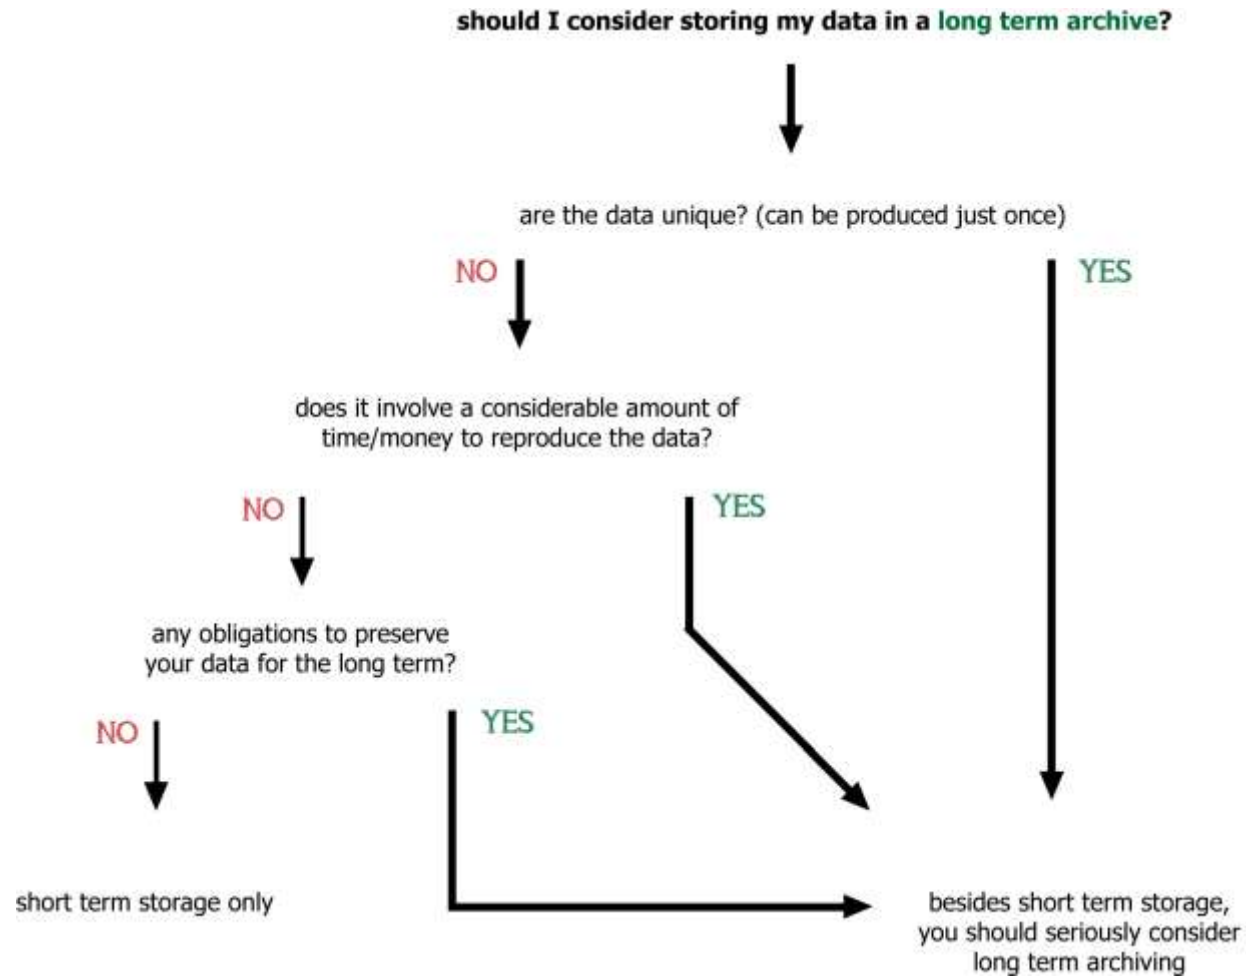 should I consider storing my data in a long term archive?
are the data unique? (can be produced just once)
NO
YES
does it involve a considerable amount of
time/money to reproduce the data?
NO
YES
any obligations to preserve
your data for the long term?
NO
YES
short term storage only
besides short term storage,
you should seriously consider
long term archiving